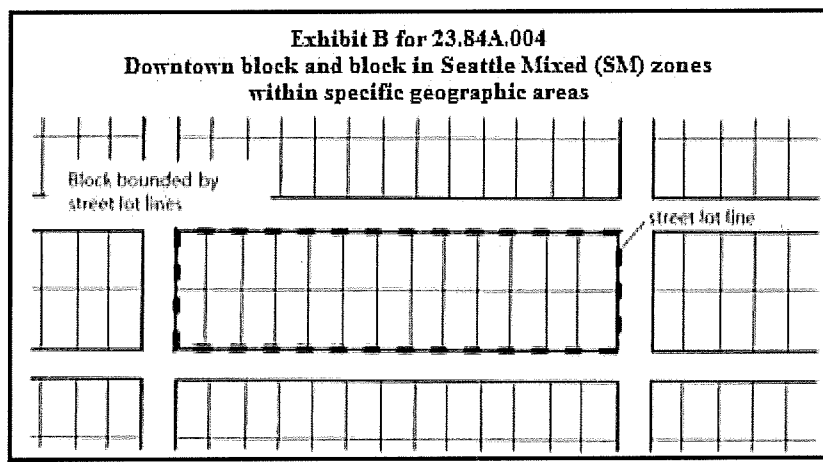 Exhibit B for 23.84A.004
Downtown block and block in Seattle Mixed (SM) zones
within specific geographic areas
Block bounded by
street lot lines
street lot line